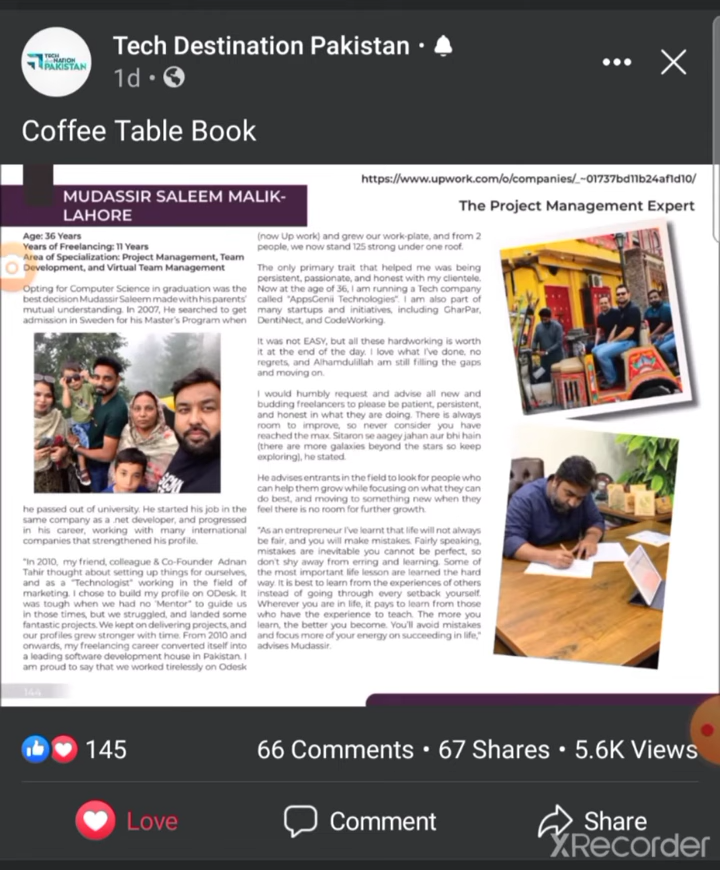 TECH
DESTINATION
PAKISTAN
Tech Destination Pakistan
1d
Coffee Table Book
https://www.upwork.com/o/companies/_~01737bd11b24af1d10/
MUDASSIR SALEEM MALIK-
LAHORE
The Project Management Expert
Age: 36 Years
Years of Freelancing: 11 Years
Area of Specialization: Project Management, Team
Development, and Virtual Team Management
Opting for Computer Science in graduation was the
best decision Mudassir Saleem made with his parents'
mutual understanding. In 2007, He searched to get
admission in Sweden for his Master's Program when
he passed out of university. He started his job in the
same company as a .net developer, and progressed
in his career, working with many international
companies that strengthened his profile.
"In 2010, my friend, colleague & Co-Founder Adnan
Tahir thought about setting up things for ourselves,
and as a "Technologist" working in the field of
marketing. I chose to build my profile on ODesk. It
was tough when we had no 'Mentor' to guide us
in those times, but we struggled, and landed some
fantastic projects. We kept on delivering projects, and
our profiles grew stronger with time. From 2010 and
onwards, my freelancing career converted itself into
a leading software development house in Pakistan. I
am proud to say that we worked tirelessly on Odesk
(now Up work) and grew our work-plate, and from 2
people, we now stand 125 strong under one roof.
The only primary trait that helped me was being
persistent, passionate, and honest with my clientele.
Now at the age of 36, I am running a Tech company
called "AppsGenii Technologies". I am also part of
many startups and initiatives, including GharPar,
DentiNect, and CodeWorking.
It was not EASY, but all these hardworking is worth
it at the end of the day. I love what I've done, no
regrets, and Alhamdulillah am still filling the gaps
and moving on.
I would humbly request and advise all new and
budding freelancers to please be patient, persistent,
and honest in what they are doing. There is always
room to improve, so never consider you have
reached the max. Sitaron se aagey jahan aur bhi hain
(there are more galaxies beyond the stars so keep
exploring), he stated.
He advises entrants in the field to look for people who
can help them grow while focusing on what they can
do best, and moving to something new when they
feel there is no room for further growth.
"As an entrepreneur I've learnt that life will not always
be fair, and you will make mistakes. Fairly speaking,
mistakes are inevitable you cannot be perfect, so
don't shy away from erring and learning. Some of
the most important life lesson are learned the hard
way. It is best to learn from the experiences of others
instead of going through every setback yourself.
Wherever you are in life, it pays to learn from those
who have the experience to teach. The more you
learn, the better you become. You'll avoid mistakes
and focus more of your energy on succeeding in life,"
advises Mudassir.
144
145
66 Comments • 67 Shares • 5.6K Views
Love
Comment
Share
XRecorder